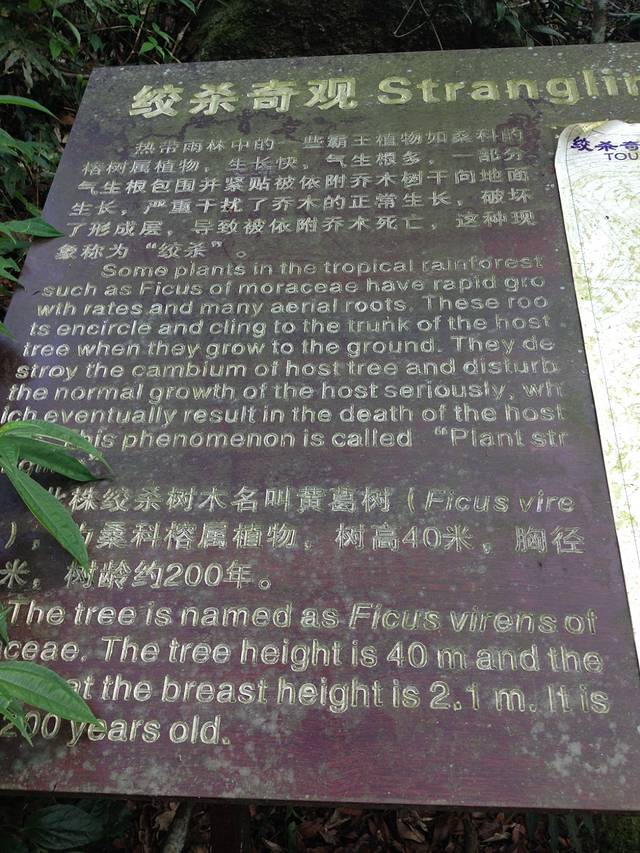 绞杀奇观 Stranglin
热带雨林中的一些霸王植物如桑科的
榕树属植物，生长快，气生根多，一部分
气生根包围并紧贴被依附乔木树干向地面
生长，严重干扰了乔木的正常生长，破坏
了形成层，导致被依附乔木死亡，这种现
象称为“绞杀”。
Some plants in the tropical rainforest
such as Ficus of moraceae have rapid gro
wth rates and many aerial roots. These roo
ts encircle and cling to the trunk of the host
tree when they grow to the ground. They de
stroy the cambium of host tree and disturb
the normal growth of the host seriously, wh
ich eventually result in the death of the host
his phenomenon is called “Plant str
株绞杀树木名叫黄葛树（Ficus vire
），为桑科榕属植物，树高40米，胸径
米，树龄约200年。
The tree is named as Ficus virens of
aceae. The tree height is 40 m and the
at the breast height is 2.1 m. It is
200 years old.
绞杀奇
TOU